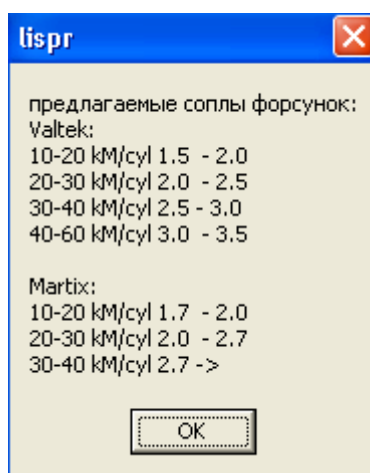 lispr
предлагаемые соплы форсунок:
Valtek:
10-20 kM/cyl 1.5  - 2.0
20-30 kM/cyl 2.0  - 2.5
30-40 kM/cyl 2.5 - 3.0
40-60 kM/cyl 3.0  - 3.5
Martix:
10-20 kM/cyl 1.7  - 2.0
20-30 kM/cyl 2.0  - 2.7
30-40 kM/cyl 2.7 ->
OK